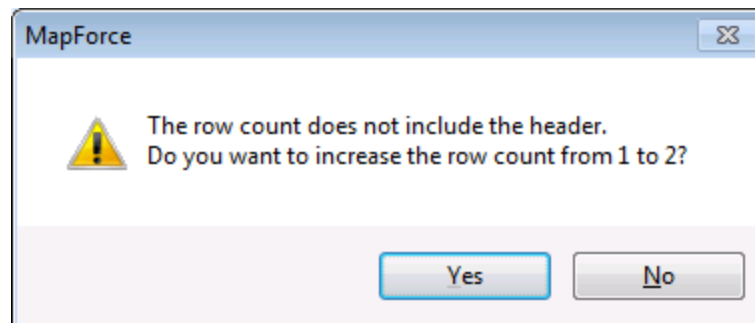 MapForce
The row count does not include the header.
Do you want to increase the row count from 1 to 2?
Yes
No